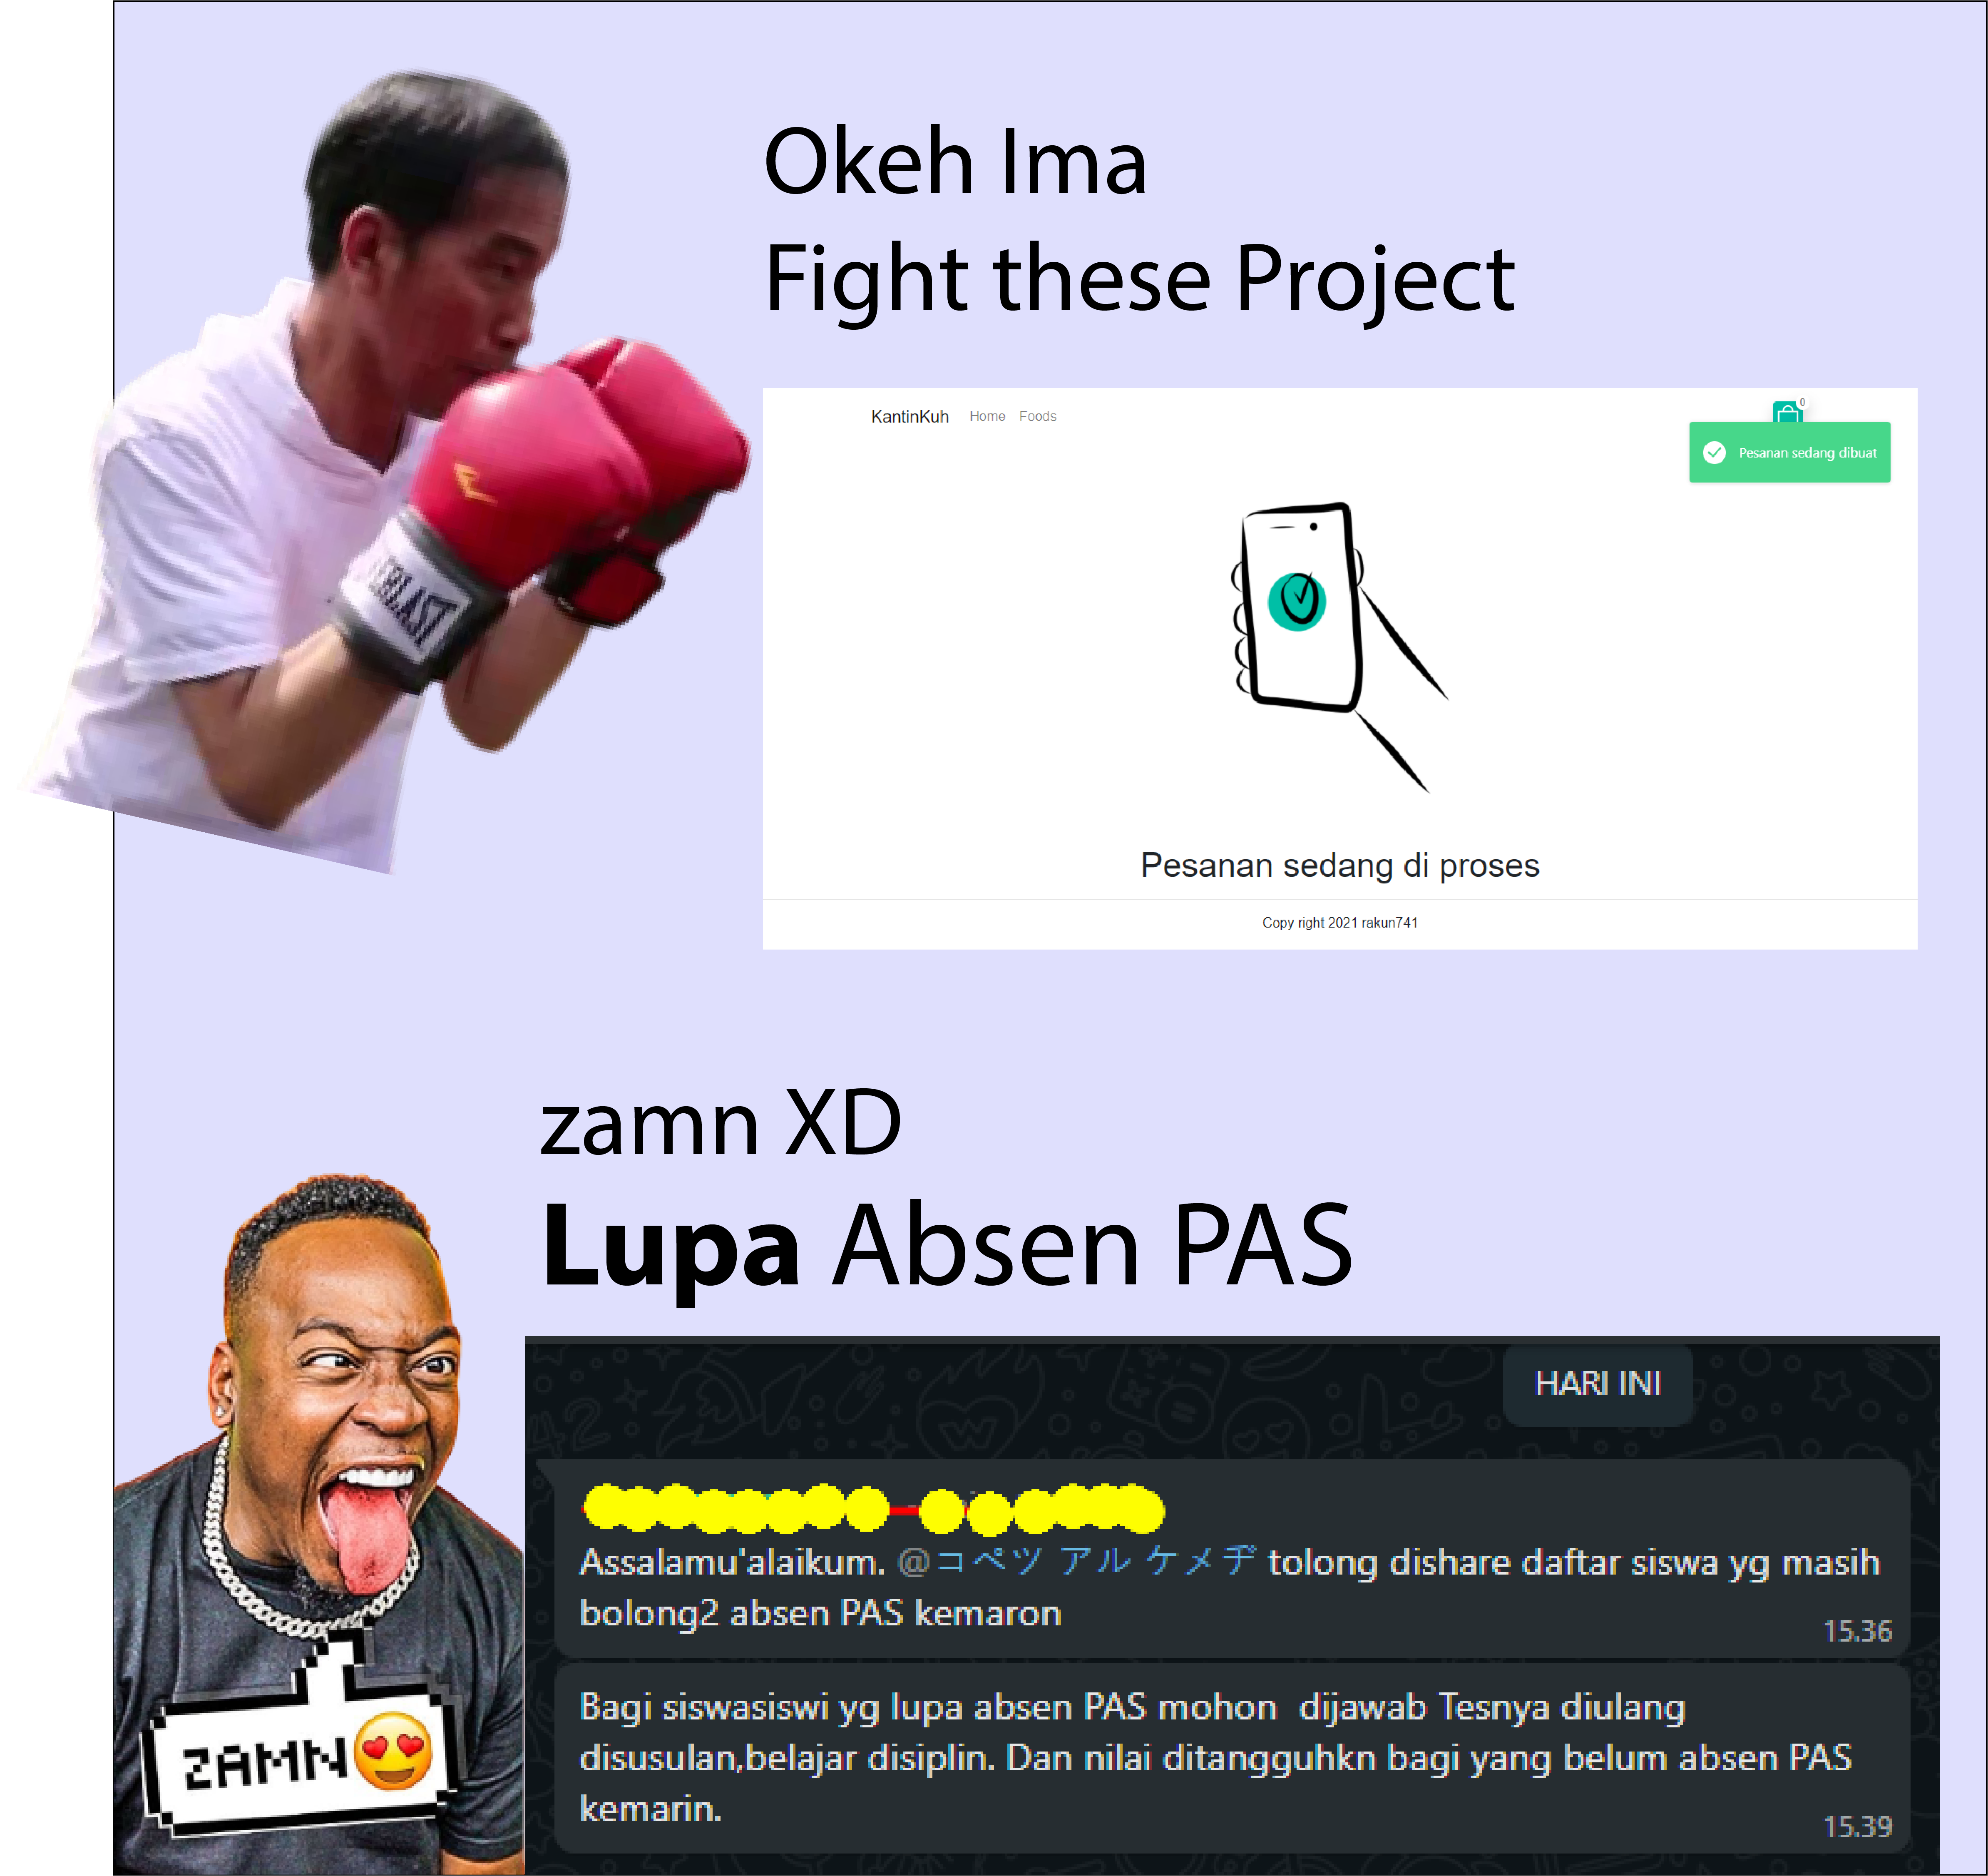 Okeh Ima
Fight these Project
KantinKuh Home Foods
0
Pesanan sedang dibuat
Pesanan sedang di proses
Copy right 2021 rakun741
zamn XD
Lupa Absen PAS
HARI INI
Assalamu'alaikum. @コペツ アル ケメヂ tolong dishare daftar siswa yg masih
bolong2 absen PAS kemaron
15.36
Bagi siswasiswi yg lupa absen PAS mohon  dijawab Tesnya diulang
disusulan,belajar disiplin. Dan nilai ditangguhkn bagi yang belum absen PAS
kemarin.
15.39
ZAMN😍